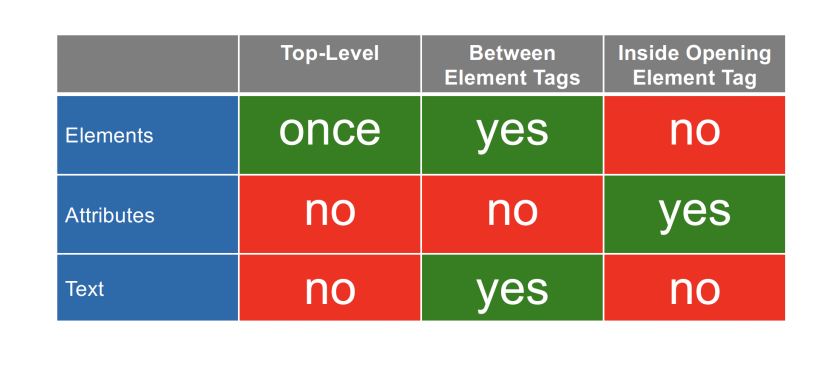 Top-Level
Between
Element Tags
Inside Opening
Element Tag
Elements
once
yes
no
Attributes
no
no
yes
Text
no
yes
no